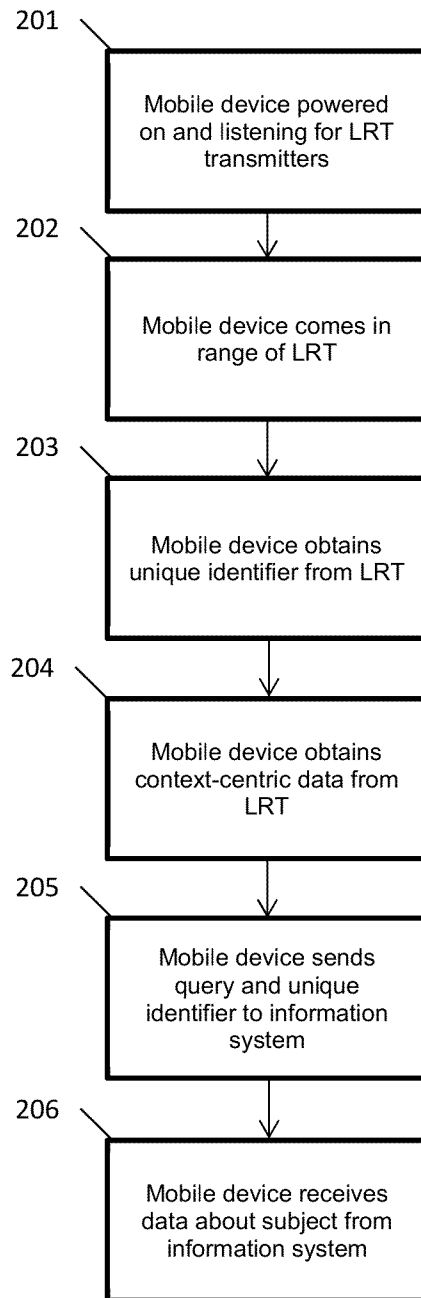 201
Mobile device powered
on and listening for LRT
transmitters
202
Mobile device comes in
range of LRT
203
Mobile device obtains
unique identifier from LRT
204
Mobile device obtains
context-centric data from
LRT
205
Mobile device sends
query and unique
identifier to information
system
206
Mobile device receives
data about subject from
information system